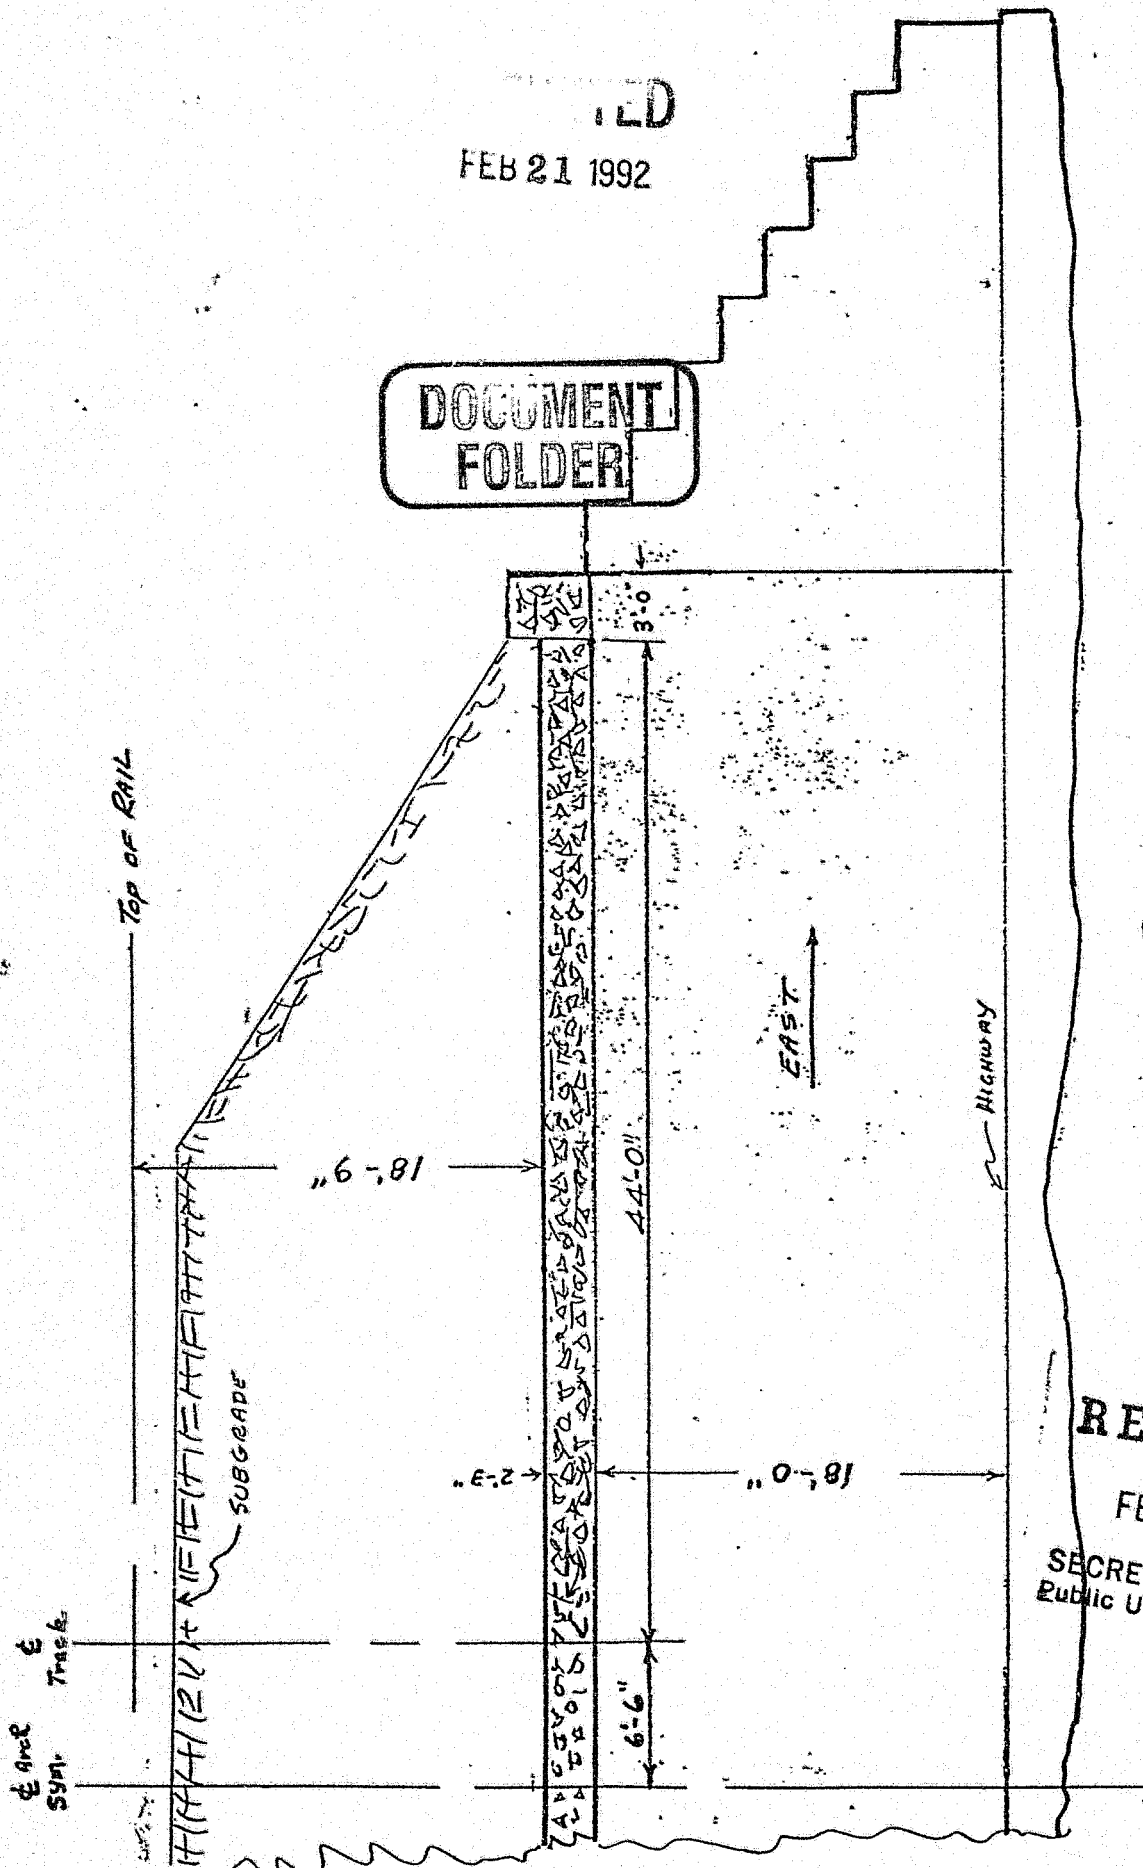 FEB 21 1992
DOCUMENT
FOLDER
TOP OF RAIL
3'-0
18'-9"
44'-0"
EAST
HIGHWAY
SUBGRADE
2'-3"
18'-0"
6'-6"
℄
Track
℄ Arch
Sym.
RE
FE
SECRE
Public U